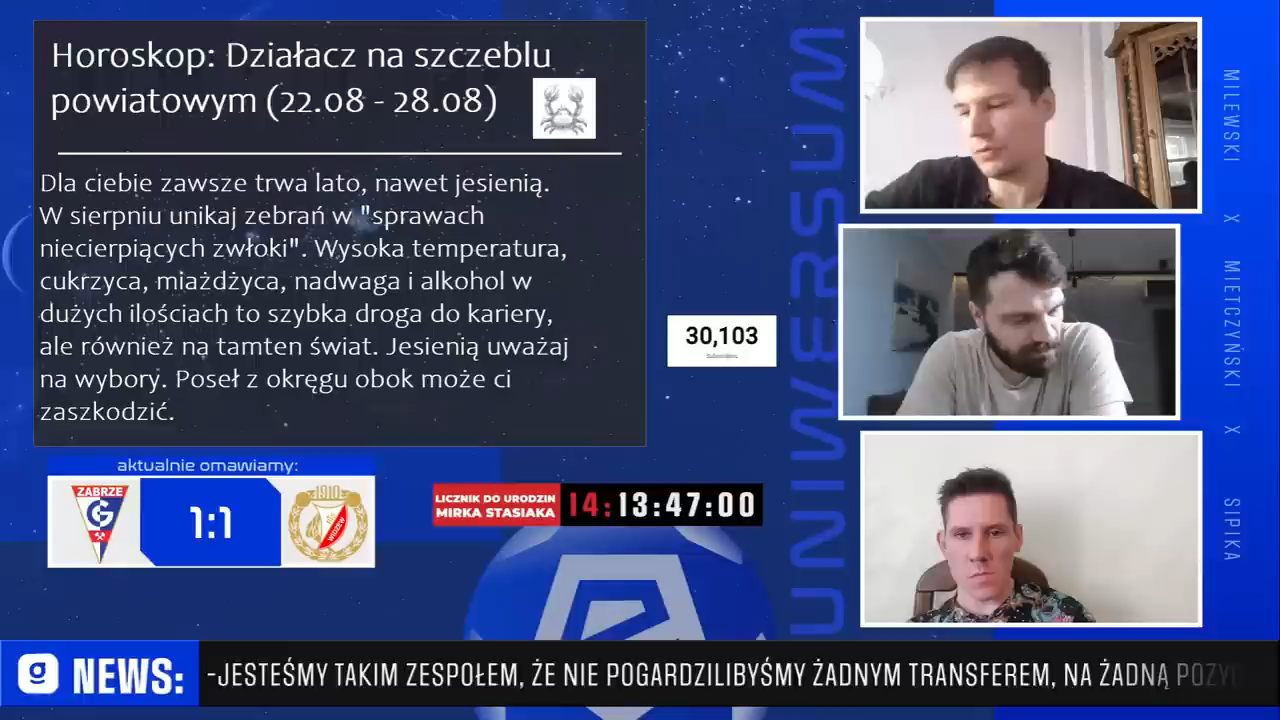 Horoskop: Działacz na szczeblu
powiatowym (22.08 - 28.08)
Dla ciebie zawsze trwa lato, nawet jesienią.
W sierpniu unikaj zebrań w "sprawach
niecierpiących zwłoki". Wysoka temperatura,
cukrzyca, miażdżyca, nadwaga i alkohol w
dużych ilościach to szybka droga do kariery,
ale również na tamten świat. Jesienią uważaj
na wybory. Poseł z okręgu obok może ci
zaszkodzić.
30,103
Subscribers
aktualnie omawiamy:
ZABRZE
G
1:1
1910
WIDZEW
LICZNIK DO URODZIN
MIRKA STASIAKA
14:13:47:00
UNIWERSUM
MILEWSKI X MIETCZYŃSKI X SIPIKA
g NEWS:
-JESTEŚMY TAKIM ZESPOŁEM, ŻE NIE POGARDZILIBYŚMY ŻADNYM TRANSFEREM, NA ŻADNĄ POZY